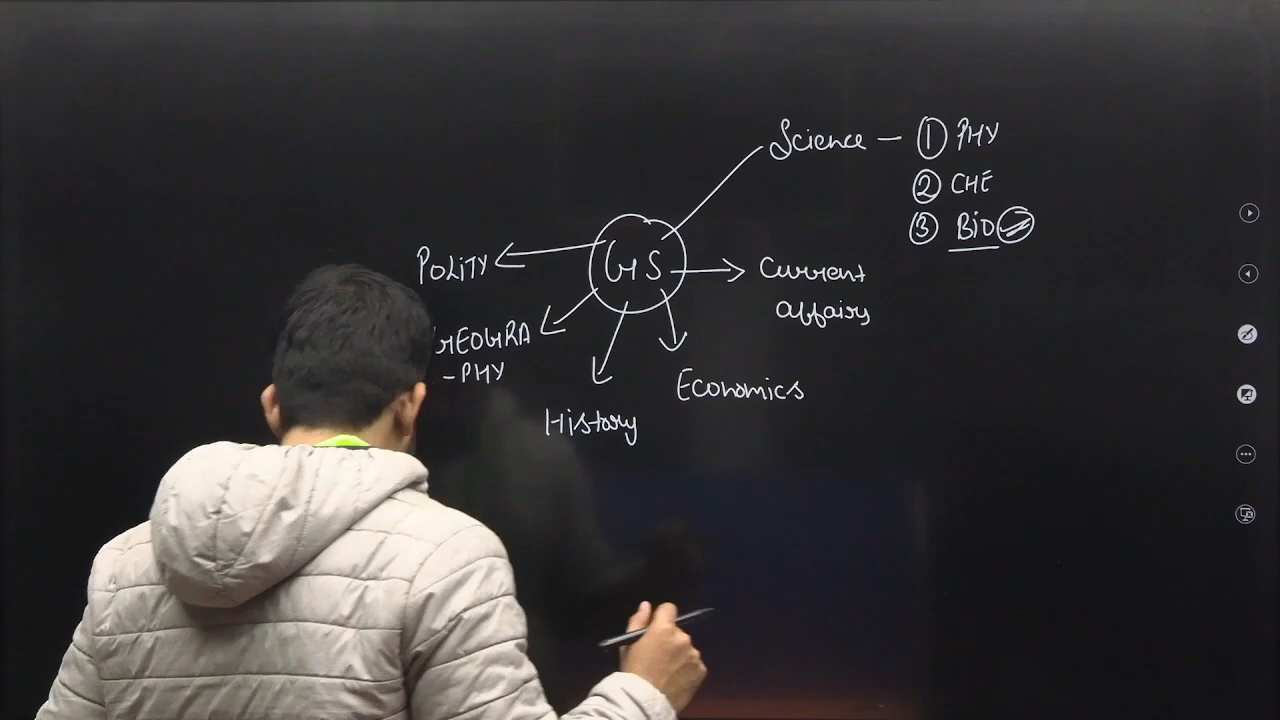 Science – ① PHY
② CHE
③ BIO
GS
POLITY
Current
affairs
GEOGRA
-PHY
Economics
History